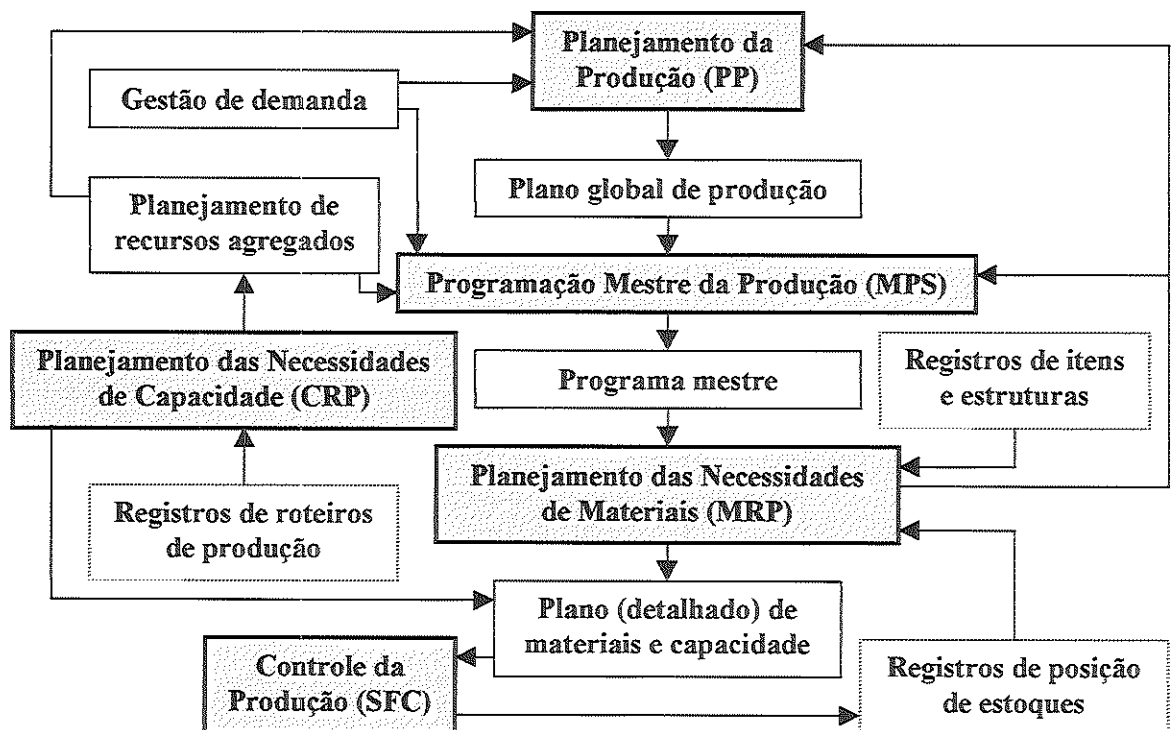 Planejamento da
Produção (PP)
Gestão de demanda
Plano global de produção
Planejamento de
recursos agregados
Programação Mestre da Produção (MPS)
Planejamento das Necessidades
de Capacidade (CRP)
Programa mestre
Registros de itens
e estruturas
Planejamento das Necessidades
de Materiais (MRP)
Registros de roteiros
de produção
Plano (detalhado) de
materiais e capacidade
Controle da
Produção (SFC)
Registros de posição
de estoques